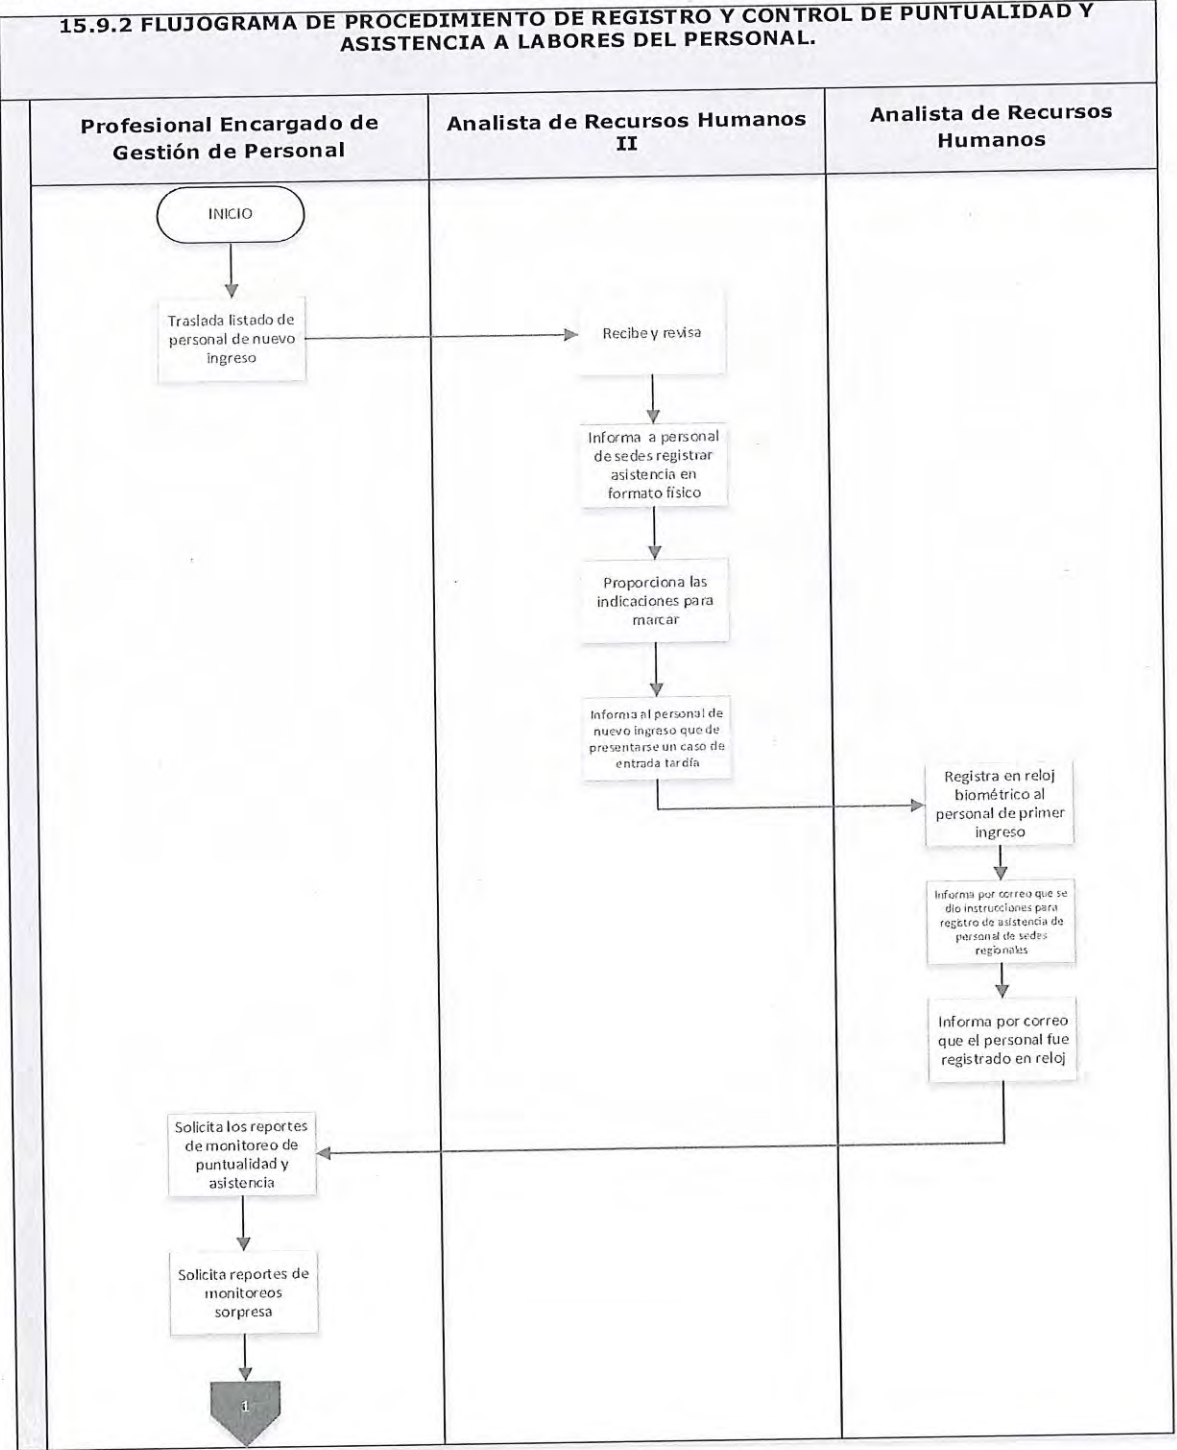 15.9.2 FLUJOGRAMA DE PROCEDIMIENTO DE REGISTRO Y CONTROL DE PUNTUALIDAD Y
ASISTENCIA A LABORES DEL PERSONAL.
Profesional Encargado de
Gestión de Personal
Analista de Recursos Humanos
II
Analista de Recursos
Humanos
INICIO
Traslada listado de
personal de nuevo
ingreso
Recibe y revisa
Informa a personal
de sedes registrar
asistencia en
formato físico
Proporciona las
indicaciones para
marcar
Informa al personal de
nuevo ingreso que de
presentarse un caso de
entrada tardía
Registra en reloj
biométrico al
personal de primer
ingreso
Informa por correo que se
dio instrucciones para
registro de asistencia de
personal de sedes
regionales
Informa por correo
que el personal fue
registrado en reloj
Solicita los reportes
de monitoreo de
puntualidad y
asistencia
Solicita reportes de
monitoreos
sorpresa
1